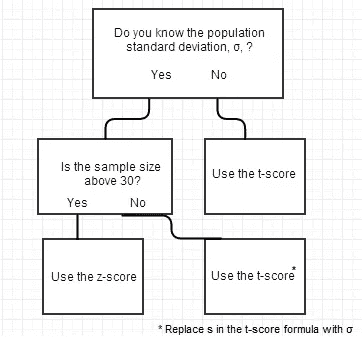 Do you know the population
standard deviation, σ, ?
Yes No
Is the sample size
above 30?
Yes No
Use the t-score
Use the z-score
Use the t-score*
* Replace s in the t-score formula with σ